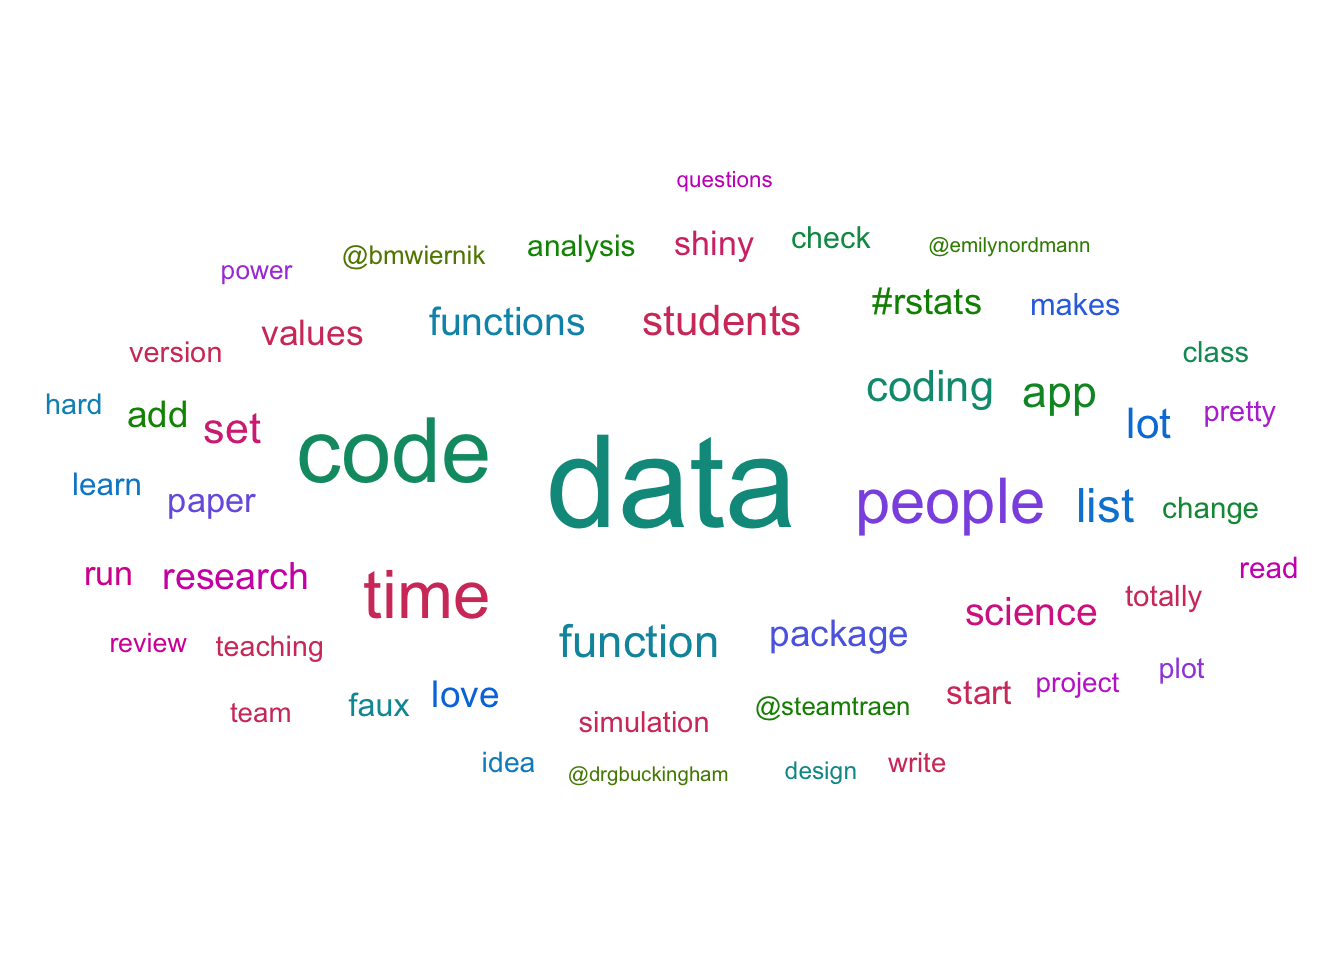 questions
@bmwiernik analysis shiny check @emilynordmann
power
values functions students #rstats makes
version class
hard add set code coding app lot pretty
learn paper data people list change
run research time read
function package science totally
review teaching
team faux love simulation @steamtraen start project plot
idea @drgbuckingham design write